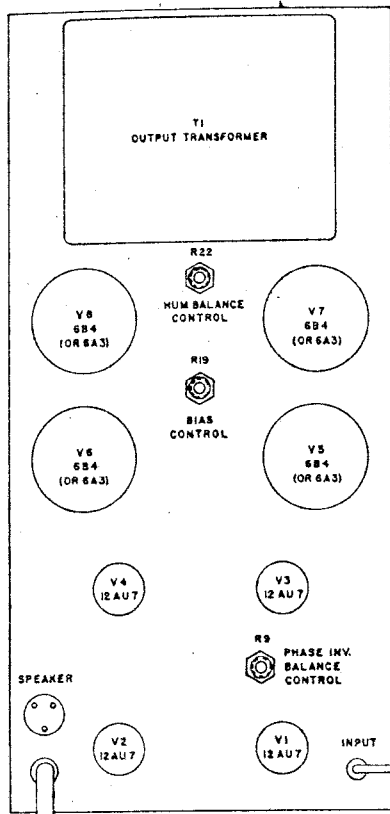 T1
OUTPUT TRANSFORMER
R22
HUM BALANCE
CONTROL
V8
6B4
(OR 6A3)
V7
6B4
(OR 6A3)
R19
BIAS
CONTROL
V6
6B4
(OR 6A3)
V5
6B4
(OR 6A3)
V4
12AU7
V3
12AU7
R9
PHASE INV.
BALANCE
CONTROL
SPEAKER
V2
12AU7
V1
12AU7
INPUT